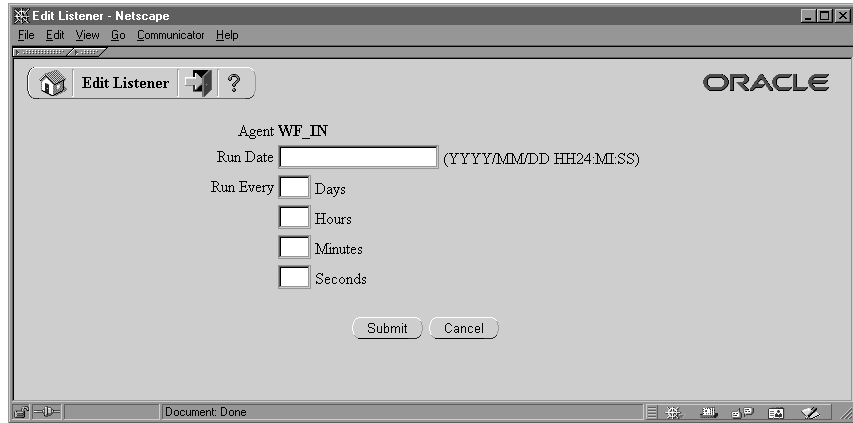 Edit Listener - Netscape
File Edit View Go Communicator Help
Edit Listener ?
ORACLE
Agent WF_IN
Run Date (YYYY/MM/DD HH24:MI:SS)
Run Every Days
Hours
Minutes
Seconds
Submit Cancel
Document: Done